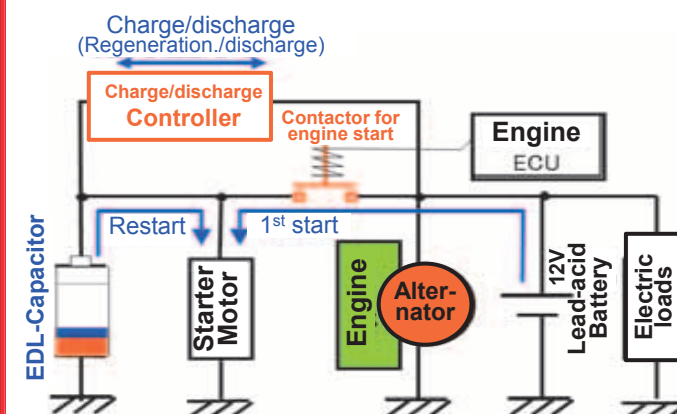 Charge/discharge
(Regeneration./discharge)
Charge/discharge
Controller
Contactor for
engine start
Engine
ECU
Restart
1st start
EDL-Capacitor
Starter
Motor
Engine
Alter-
nator
12V
Lead-acid
Battery
Electric
loads